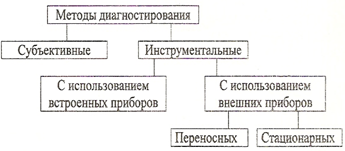 Методы диагностирования
Субъективные
Инструментальные
С использованием
встроенных приборов
С использованием
внешних приборов
Переносных
Стационарных